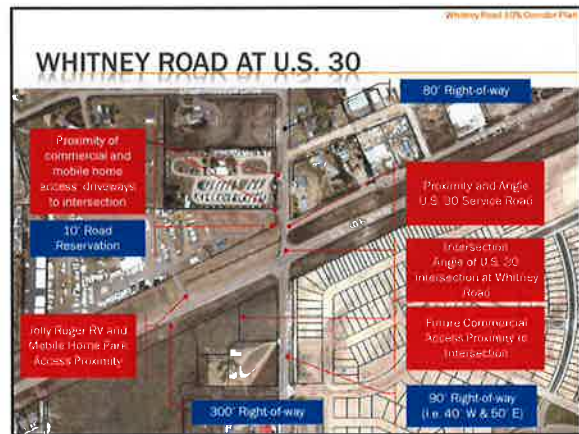 Whitney Road 10% Corridor Plan
WHITNEY ROAD AT U.S. 30
80' Right-of-way
Proximity of
commercial and
mobile home
access driveways
to intersection
10' Road
Reservation
Proximity and Angle
U.S. 30 Service Road
Intersection
Angle of U.S. 30
intersection at Whitney
Road
Jolly Roger RV and
Mobile Home Park
Access Proximity
Future Commercial
Access Proximity to
Intersection
300' Right-of-way
90' Right-of-way
(i.e. 40' W & 50' E)